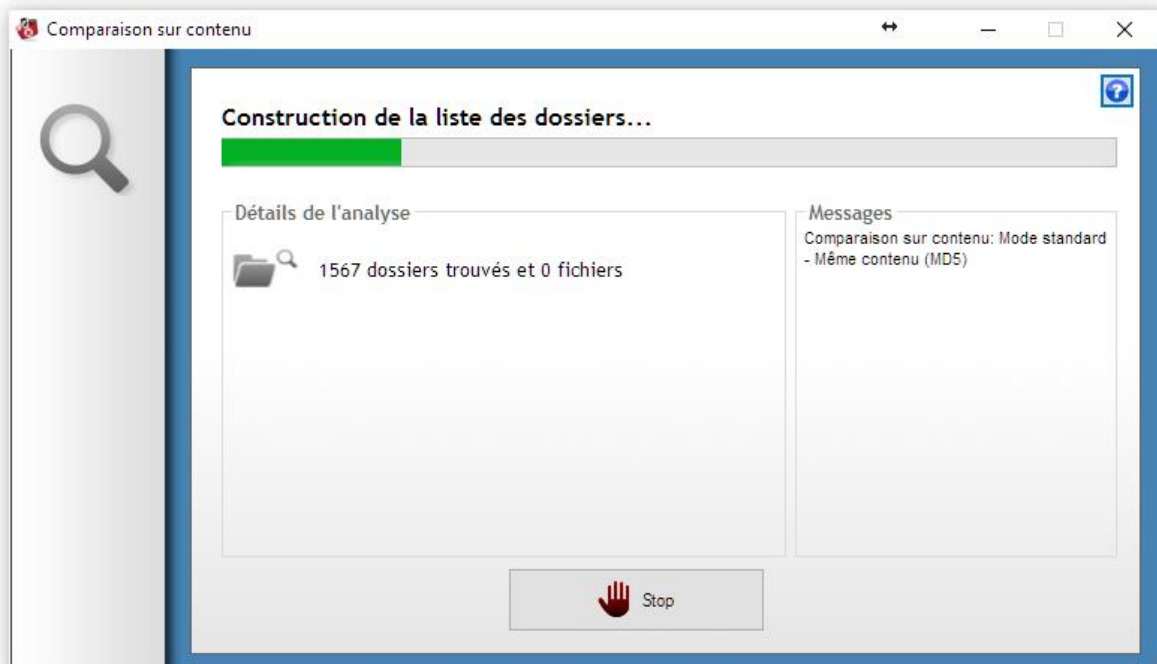 Comparaison sur contenu
Construction de la liste des dossiers...
Détails de l'analyse
1567 dossiers trouvés et 0 fichiers
Messages
Comparaison sur contenu: Mode standard
- Même contenu (MD5)
Stop